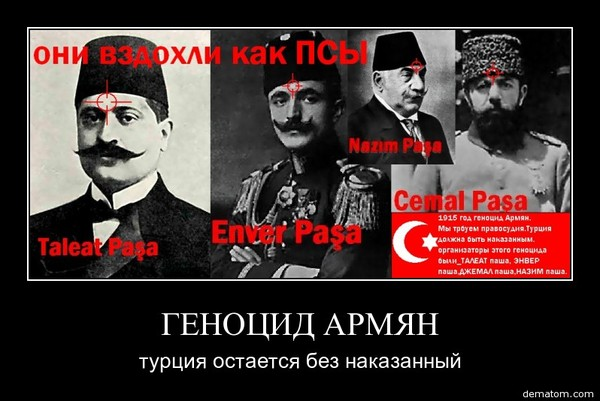 они вздохли как ПСЫ
Taleat Paşa
Enver Paşa
Nazım Paşa
Cemal Paşa
1915 год геноцид Армян.
Мы трбуем правосудия.Турция
должна быть наказанным.
организаторы этого геноцида
были_ТАЛЕАТ паша, ЭНВЕР
паша,ДЖЕМАЛ паша,НАЗИМ паша.
ГЕНОЦИД АРМЯН
турция остается без наказанный
dematom.com